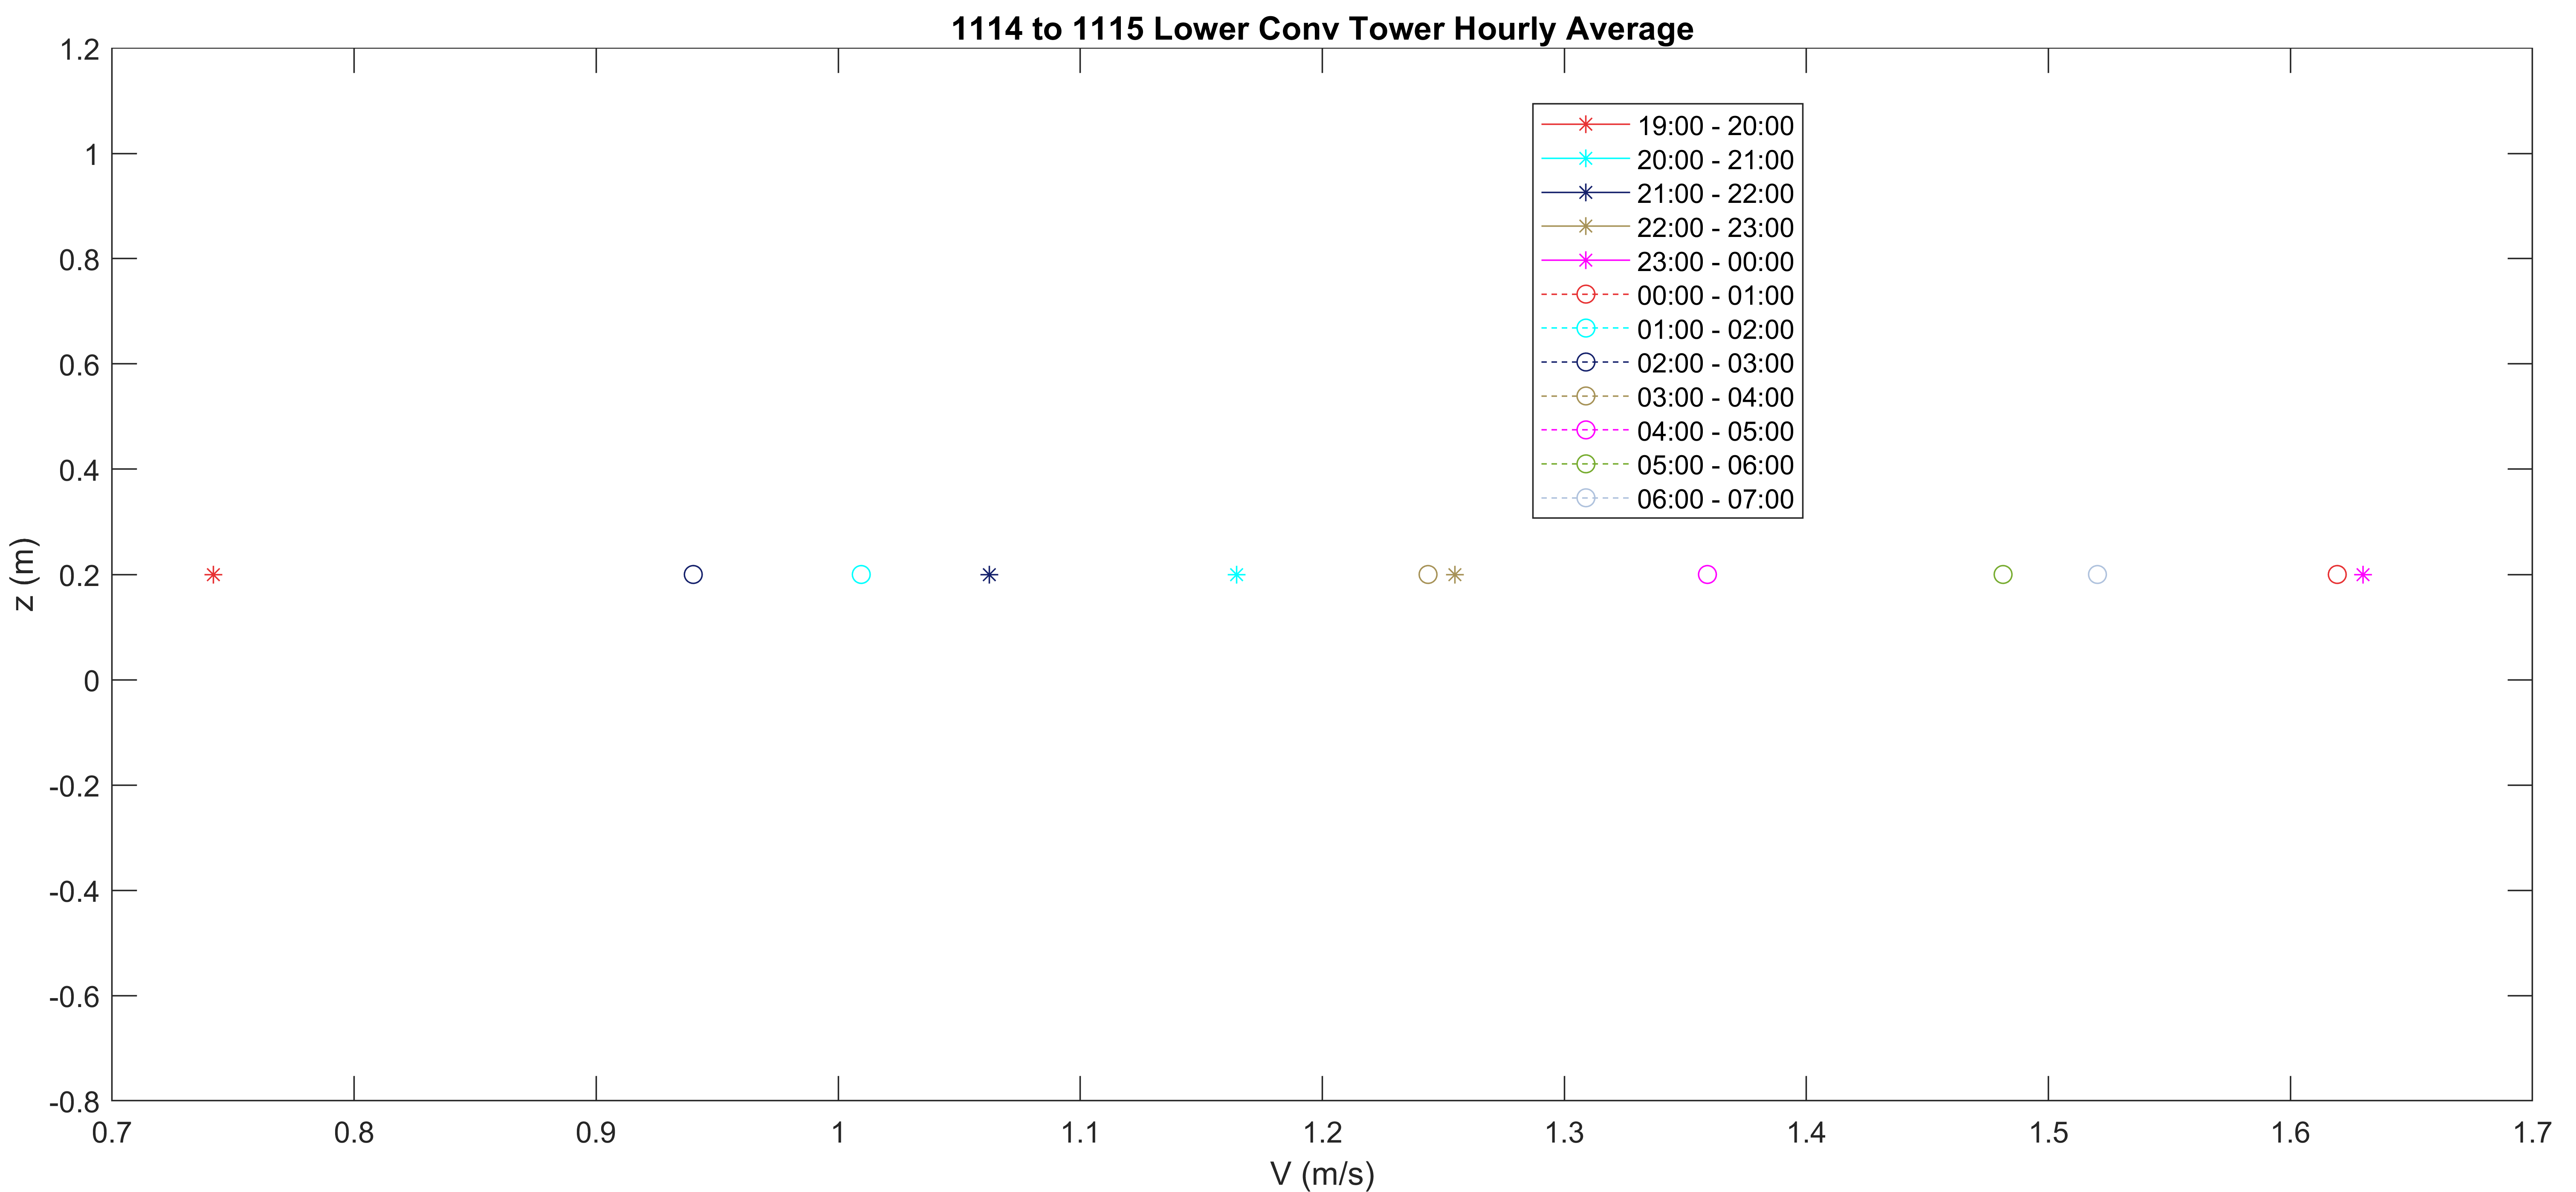 1114 to 1115 Lower Conv Tower Hourly Average
1.2
1
0.8
0.6
0.4
0.2
0
-0.2
-0.4
-0.6
-0.8
z (m)
19:00 - 20:00
20:00 - 21:00
21:00 - 22:00
22:00 - 23:00
23:00 - 00:00
00:00 - 01:00
01:00 - 02:00
02:00 - 03:00
03:00 - 04:00
04:00 - 05:00
05:00 - 06:00
06:00 - 07:00
0.7 0.8 0.9 1 1.1 1.2 1.3 1.4 1.5 1.6 1.7
V (m/s)